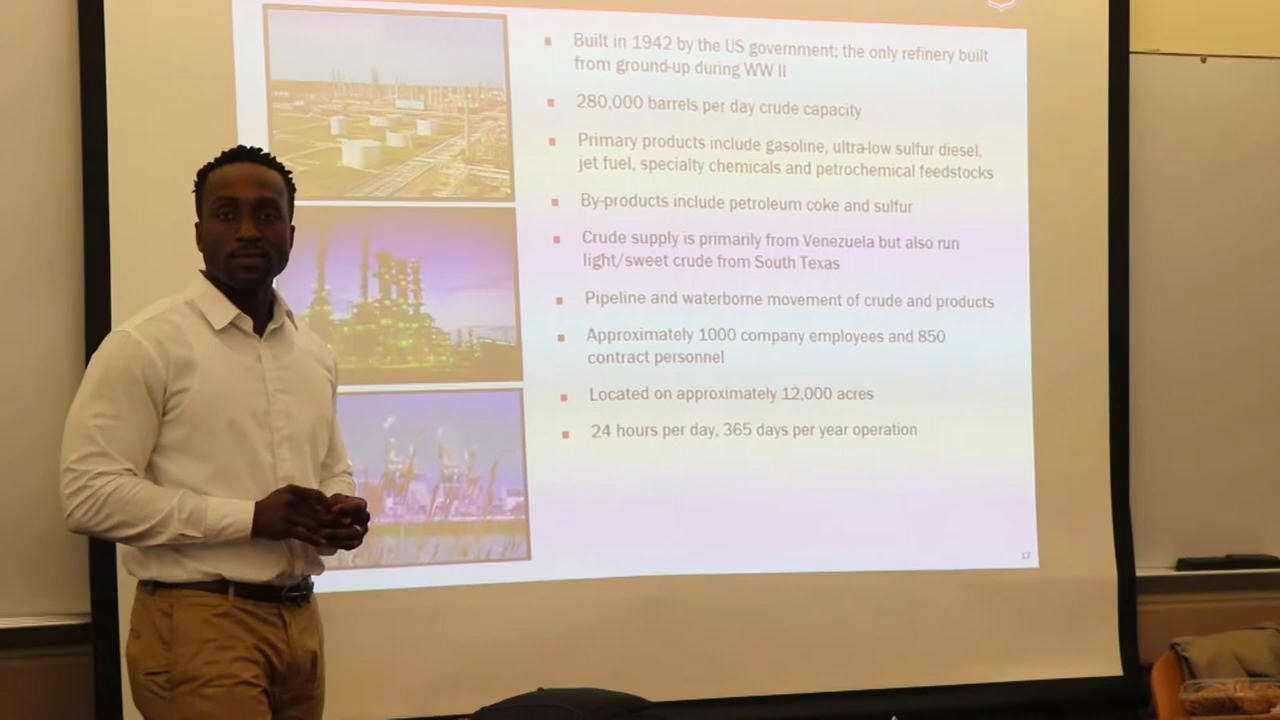 Built in 1942 by the US government; the only refinery built
from ground-up during WW II
280,000 barrels per day crude capacity
Primary products include gasoline, ultra-low sulfur diesel,
jet fuel, specialty chemicals and petrochemical feedstocks
By-products include petroleum coke and sulfur
Crude supply is primarily from Venezuela but also run
light/sweet crude from South Texas
Pipeline and waterborne movement of crude and products
Approximately 1000 company employees and 850
contract personnel
Located on approximately 12,000 acres
24 hours per day, 365 days per year operation
17